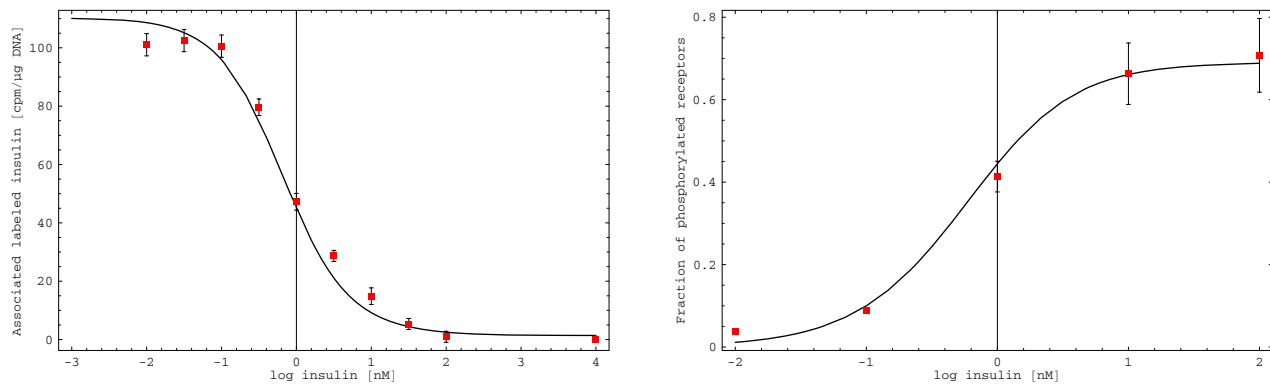 Associated labeled insulin [cpm/μg DNA]
100
80
60
40
20
0
-3 -2 -1 0 1 2 3 4
log insulin [nM]
Fraction of phosphorylated receptors
0.8
0.6
0.4
0.2
0
-2 -1 0 1 2
log insulin [nM]